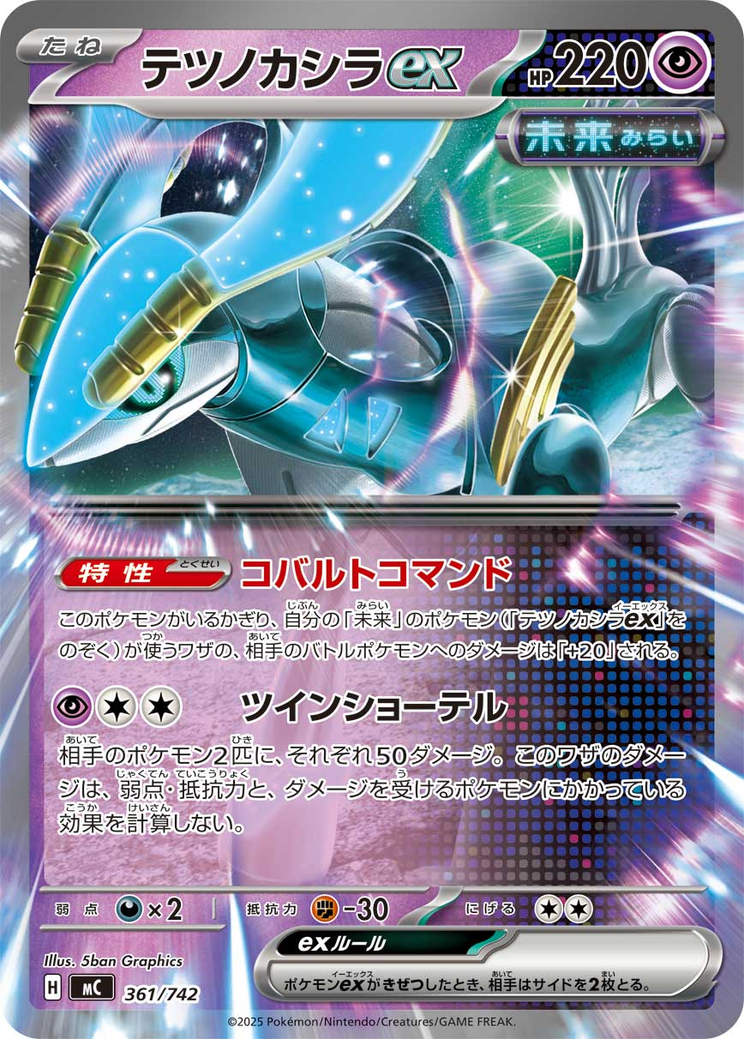 たね
テツノカシラex
HP220
未来 みらい
特性 とくせい
コバルトコマンド
このポケモンがいるかぎり、自分の「未来」のポケモン(「テツノカシラex」を
のぞく)が使うワザの、相手のバトルポケモンへのダメージは「+20」される。
ツインショーテル
相手のポケモン2匹に、それぞれ50ダメージ。このワザのダメー
ジは、弱点・抵抗力と、ダメージを受けるポケモンにかかっている
効果を計算しない。
弱点 ×2 抵抗力 -30 にげる
exルール
ポケモンexがきぜつしたとき、相手はサイドを2枚とる。
Illus. 5ban Graphics
H MC 361/742
©2025 Pokémon/Nintendo/Creatures/GAME FREAK.